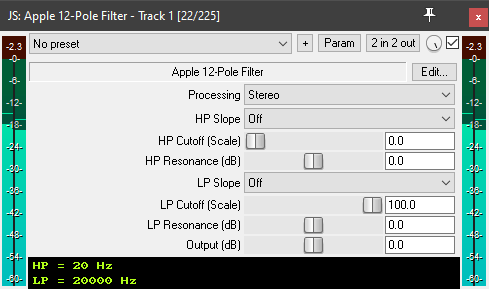 JS: Apple 12-Pole Filter - Track 1 [22/225]
No preset + Param 2 in 2 out
-2.3 Apple 12-Pole Filter Edit... -2.3
-0- Processing Stereo -0-
-6- HP Slope Off -6-
-12- HP Cutoff (Scale) 0.0 -12-
-18- HP Resonance (dB) 0.0 -18-
-24- LP Slope Off -24-
-30- LP Cutoff (Scale) 100.0 -30-
-36- LP Resonance (dB) 0.0 -36-
-42- Output (dB) 0.0 -42-
-54- HP = 20 Hz -54-
-60- LP = 20000 Hz -60-